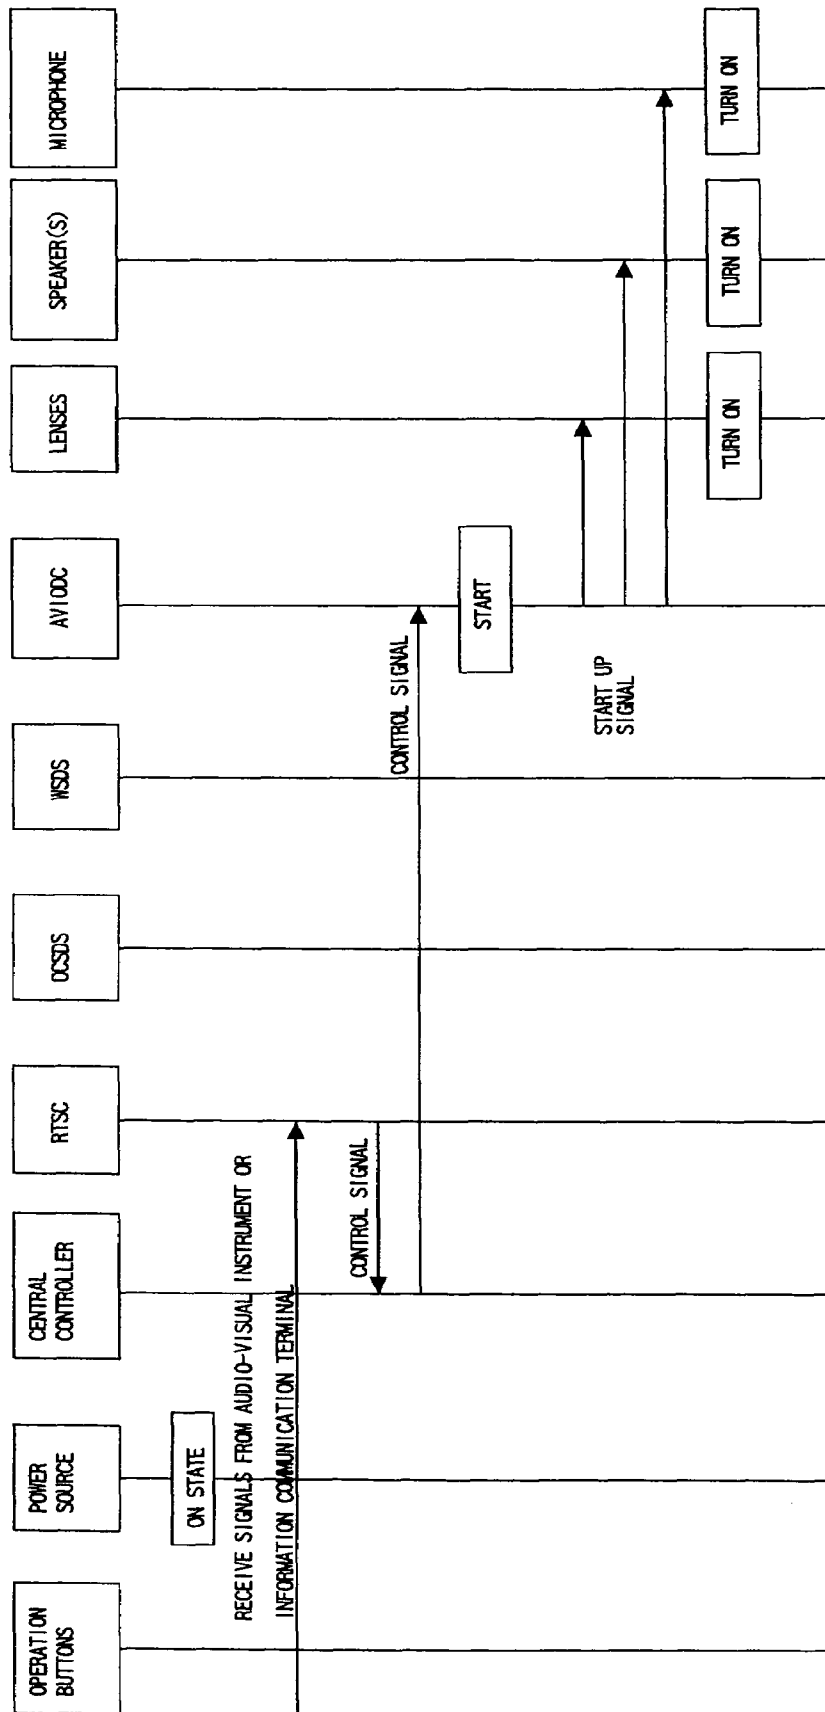 OPERATION
BUTTONS
POWER
SOURCE
CENTRAL
CONTROLLER
RTSC
OCSDS
WSDS
AVIODC
LENSES
SPEAKER(S)
MICROPHONE
ON STATE
RECEIVE SIGNALS FROM AUDIO-VISUAL INSTRUMENT OR
INFORMATION COMMUNICATION TERMINAL
CONTROL SIGNAL
CONTROL SIGNAL
START
START UP
SIGNAL
TURN ON
TURN ON
TURN ON